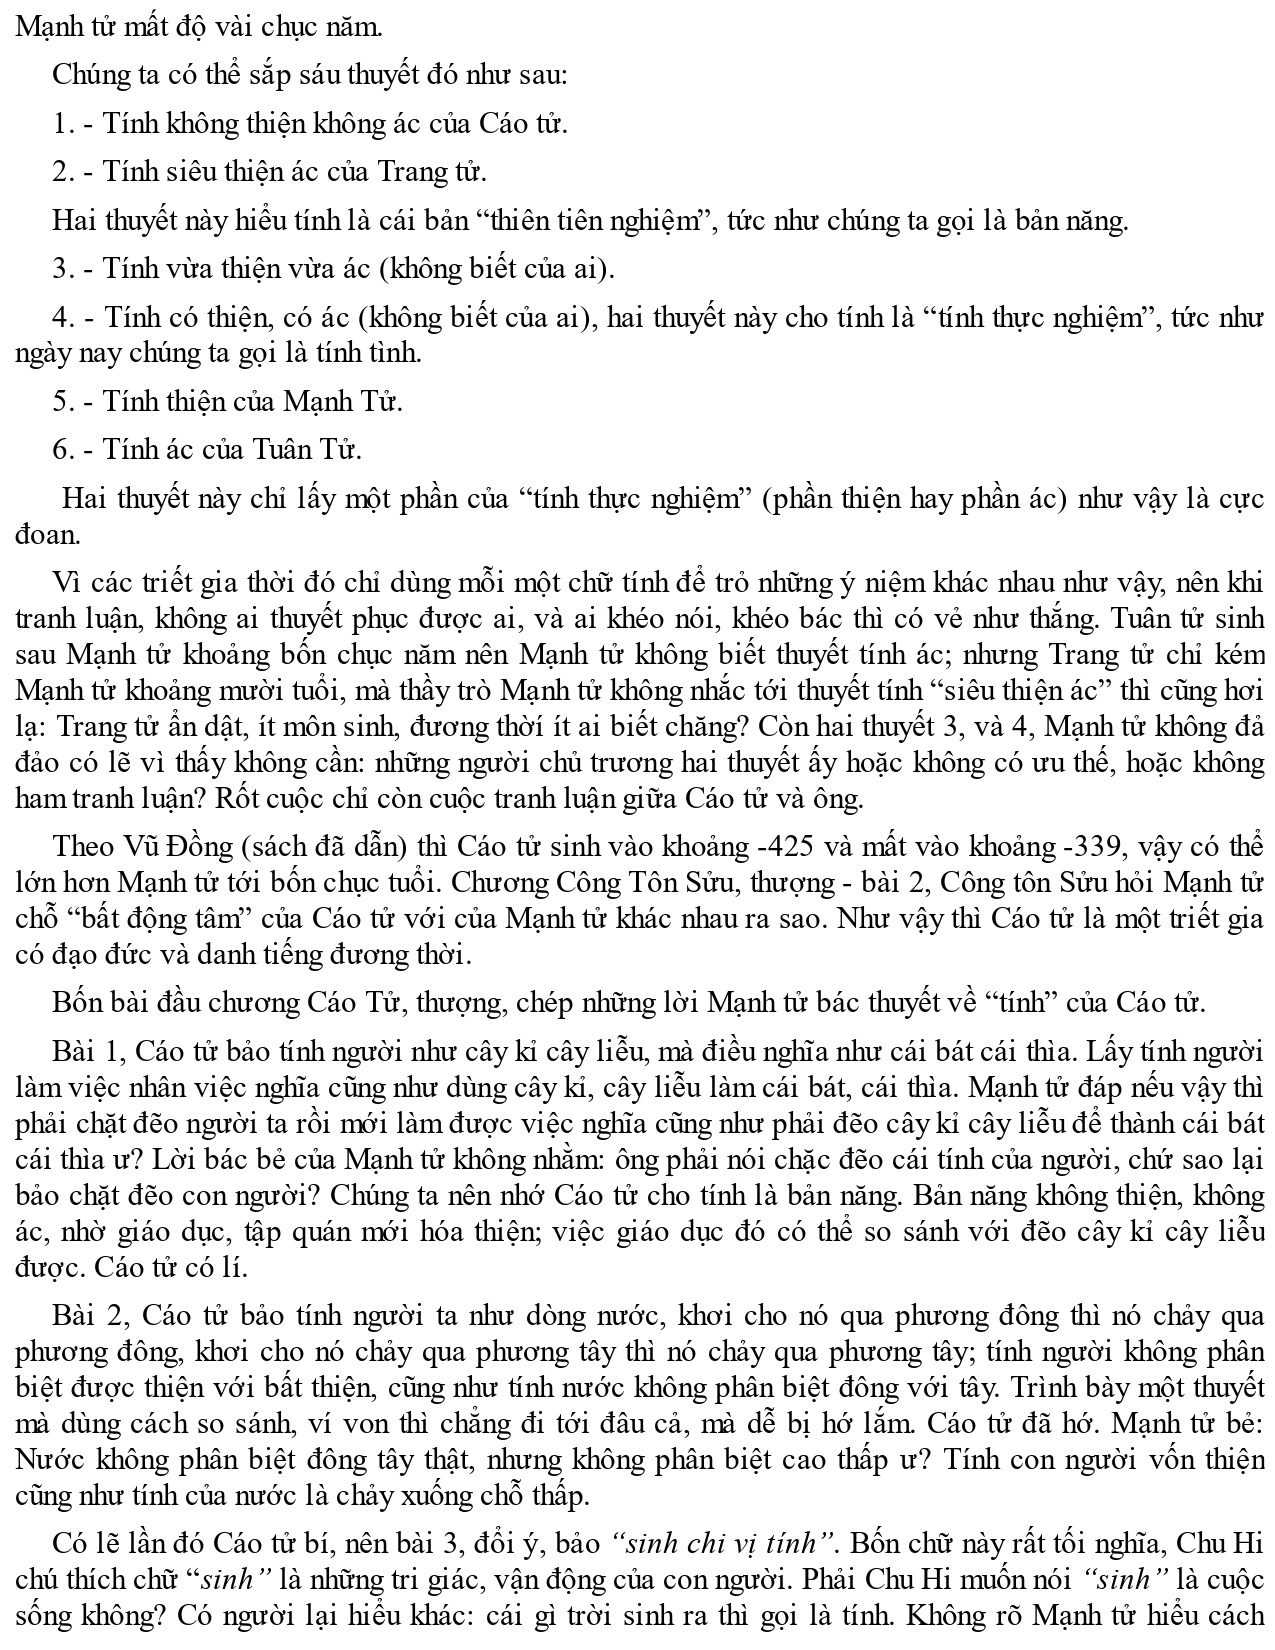 Mạnh tử mất độ vài chục năm.
Chúng ta có thể sắp sáu thuyết đó như sau:
1. - Tính không thiện không ác của Cáo tử.
2. - Tính siêu thiện ác của Trang tử.
Hai thuyết này hiểu tính là cái bản “thiên tiên nghiệm”, tức như chúng ta gọi là bản năng.
3. - Tính vừa thiện vừa ác (không biết của ai).
4. - Tính có thiện, có ác (không biết của ai), hai thuyết này cho tính là “tính thực nghiệm”, tức như
ngày nay chúng ta gọi là tính tình.
5. - Tính thiện của Mạnh Tử.
6. - Tính ác của Tuân Tử.
Hai thuyết này chỉ lấy một phần của “tính thực nghiệm” (phần thiện hay phần ác) như vậy là cực
đoan.
Vì các triết gia thời đó chỉ dùng mỗi một chữ tính để trỏ những ý niệm khác nhau như vậy, nên khi
tranh luận, không ai thuyết phục được ai, và ai khéo nói, khéo bác thì có vẻ như thắng. Tuân tử sinh
sau Mạnh tử khoảng bốn chục năm nên Mạnh tử không biết thuyết tính ác; nhưng Trang tử chỉ kém
Mạnh tử khoảng mười tuổi, mà thầy trò Mạnh tử không nhắc tới thuyết tính “siêu thiện ác” thì cũng hơi
lạ: Trang tử ẩn dật, ít môn sinh, đương thời ít ai biết chăng? Còn hai thuyết 3, và 4, Mạnh tử không đả
đảo có lẽ vì thấy không cần: những người chủ trương hai thuyết ấy hoặc không có ưu thế, hoặc không
ham tranh luận? Rốt cuộc chỉ còn cuộc tranh luận giữa Cáo tử và ông.
Theo Vũ Đồng (sách đã dẫn) thì Cáo tử sinh vào khoảng -425 và mất vào khoảng -339, vậy có thể
lớn hơn Mạnh tử tới bốn chục tuổi. Chương Công Tôn Sửu, thượng - bài 2, Công tôn Sửu hỏi Mạnh tử
chỗ “bất động tâm” của Cáo tử với của Mạnh tử khác nhau ra sao. Như vậy thì Cáo tử là một triết gia
có đạo đức và danh tiếng đương thời.
Bốn bài đầu chương Cáo Tử, thượng, chép những lời Mạnh tử bác thuyết về “tính” của Cáo tử.
Bài 1, Cáo tử bảo tính người như cây kỉ cây liễu, mà điều nghĩa như cái bát cái thìa. Lấy tính người
làm việc nhân việc nghĩa cũng như dùng cây kỉ, cây liễu làm cái bát, cái thìa. Mạnh tử đáp nếu vậy thì
phải chặt đẽo người ta rồi mới làm được việc nghĩa cũng như phải đẽo cây kỉ cây liễu để thành cái bát
cái thìa ư? Lời bác bẻ của Mạnh tử không nhằm: ông phải nói chặc đẽo cái tính của người, chứ sao lại
bảo chặt đẽo con người? Chúng ta nên nhớ Cáo tử cho tính là bản năng. Bản năng không thiện, không
ác, nhờ giáo dục, tập quán mới hóa thiện; việc giáo dục đó có thể so sánh với đẽo cây kỉ cây liễu
được. Cáo tử có lí.
Bài 2, Cáo tử bảo tính người ta như dòng nước, khơi cho nó qua phương đông thì nó chảy qua
phương đông, khơi cho nó chảy qua phương tây thì nó chảy qua phương tây; tính người không phân
biệt được thiện với bất thiện, cũng như tính nước không phân biệt đông với tây. Trình bày một thuyết
mà dùng cách so sánh, ví von thì chẳng đi tới đâu cả, mà dễ bị hớ lắm. Cáo tử đã hớ. Mạnh tử bẻ:
Nước không phân biệt đông tây thật, nhưng không phân biệt cao thấp ư? Tính con người vốn thiện
cũng như tính của nước là chảy xuống chỗ thấp.
Có lẽ lần đó Cáo tử bí, nên bài 3, đổi ý, bảo “sinh chi vị tính”. Bốn chữ này rất tối nghĩa, Chu Hi
chú thích chữ “sinh” là những tri giác, vận động của con người. Phải Chu Hi muốn nói “sinh” là cuộc
sống không? Có người lại hiểu khác: cái gì trời sinh ra thì gọi là tính. Không rõ Mạnh tử hiểu cách